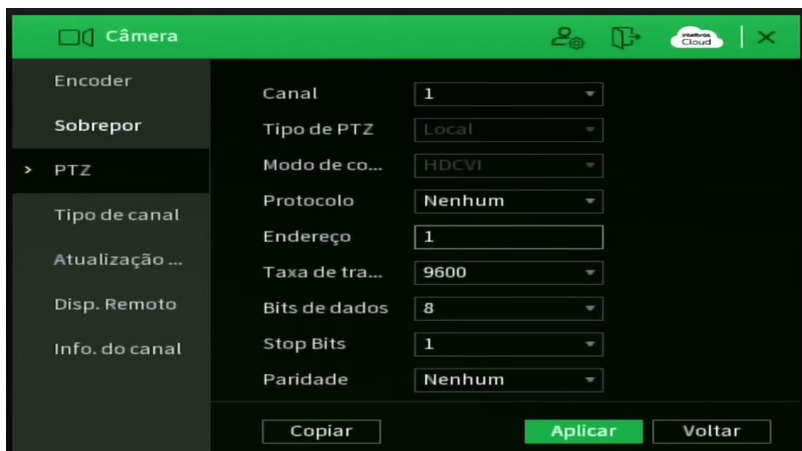 Câmera
intelbras
Cloud
Encoder
Sobrepor
PTZ
Tipo de canal
Atualização ...
Disp. Remoto
Info. do canal
Canal 1
Tipo de PTZ Local
Modo de co... HDCVI
Protocolo Nenhum
Endereço 1
Taxa de tra... 9600
Bits de dados 8
Stop Bits 1
Paridade Nenhum
Copiar Aplicar Voltar